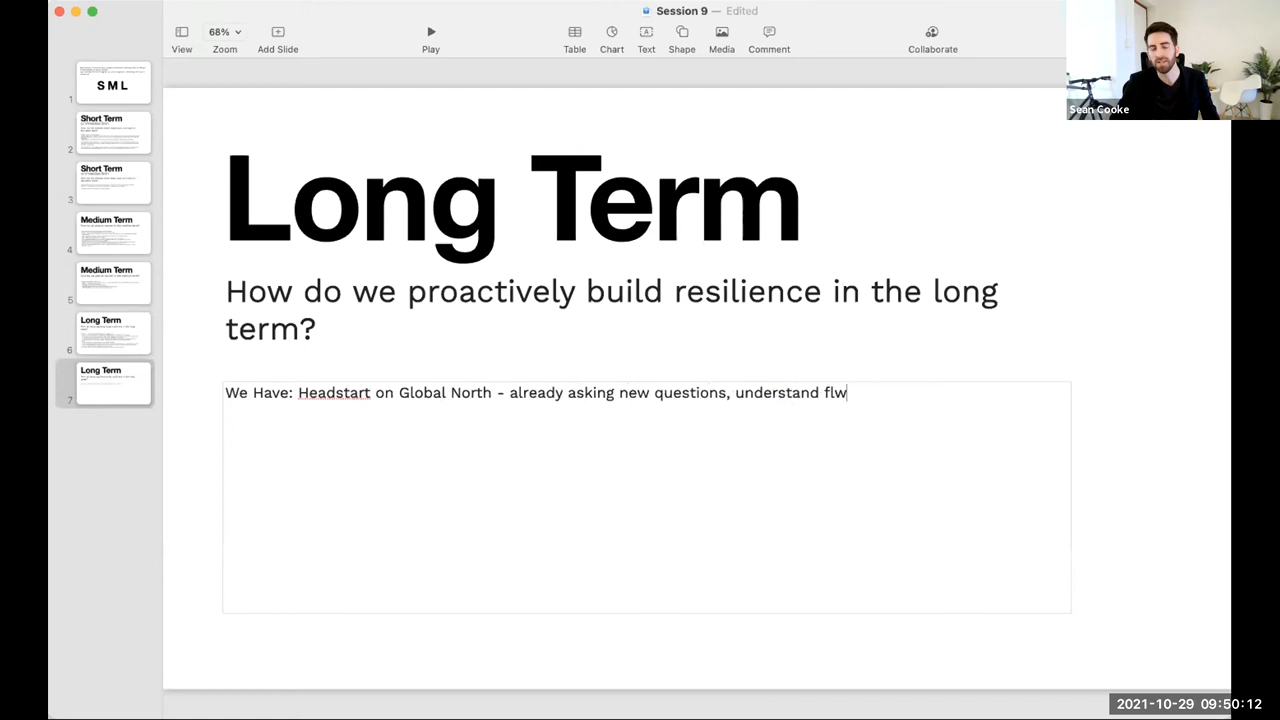 Session 9 — Edited
68%
View
Zoom
Add Slide
Play
Table
Chart
Text
Shape
Media
Comment
Collaborate
Sean Cooke
1
S M L
2
Short Term
3
Short Term
4
Medium Term
5
Medium Term
6
Long Term
7
Long Term
Long Term
How do we proactively build resilience in the long
term?
We Have: Headstart on Global North - already asking new questions, understand flw
2021-10-29 09:50:12